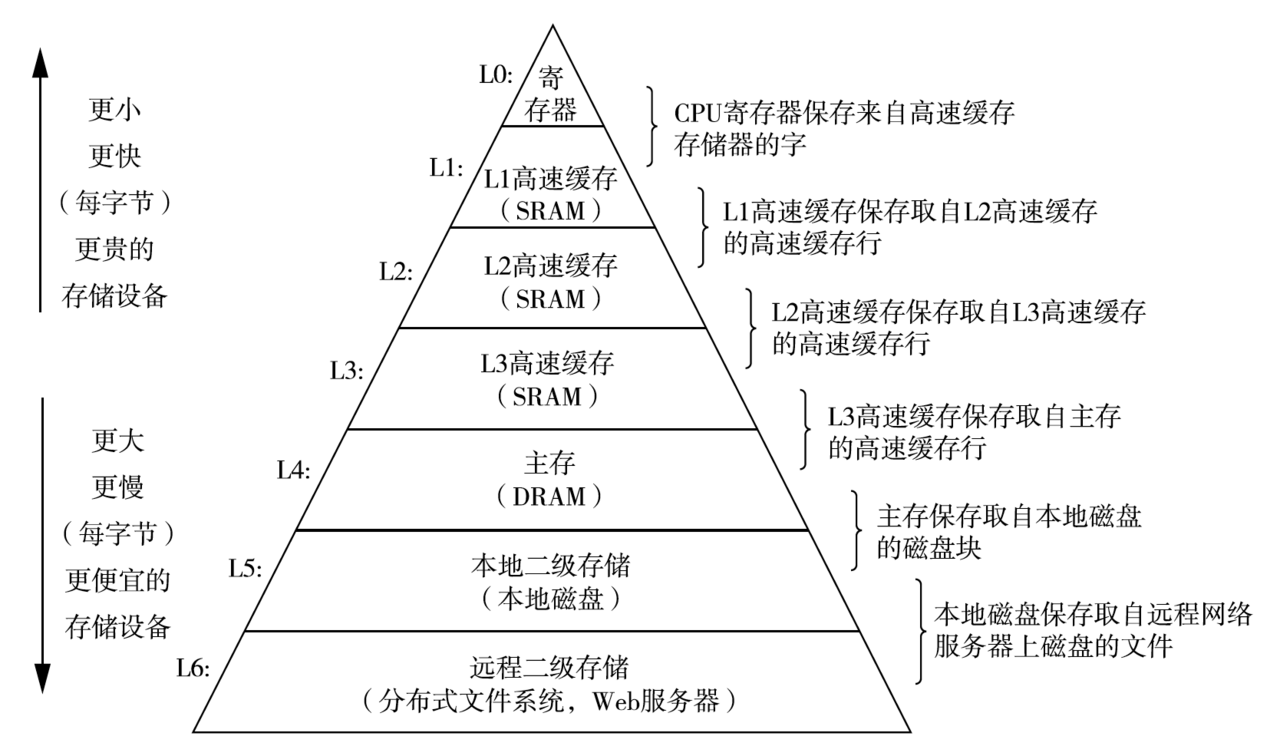 更小
更快
（每字节）
更贵的
存储设备
更大
更慢
（每字节）
更便宜的
存储设备
L0:
寄
存器
L1:
L1高速缓存
（SRAM）
L2:
L2高速缓存
（SRAM）
L3:
L3高速缓存
（SRAM）
L4:
主存
（DRAM）
L5:
本地二级存储
（本地磁盘）
L6:
远程二级存储
（分布式文件系统，Web服务器）
CPU寄存器保存来自高速缓存
存储器的字
L1高速缓存保存取自L2高速缓存
的高速缓存行
L2高速缓存保存取自L3高速缓存
的高速缓存行
L3高速缓存保存取自主存
的高速缓存行
主存保存取自本地磁盘
的磁盘块
本地磁盘保存取自远程网络
服务器上磁盘的文件